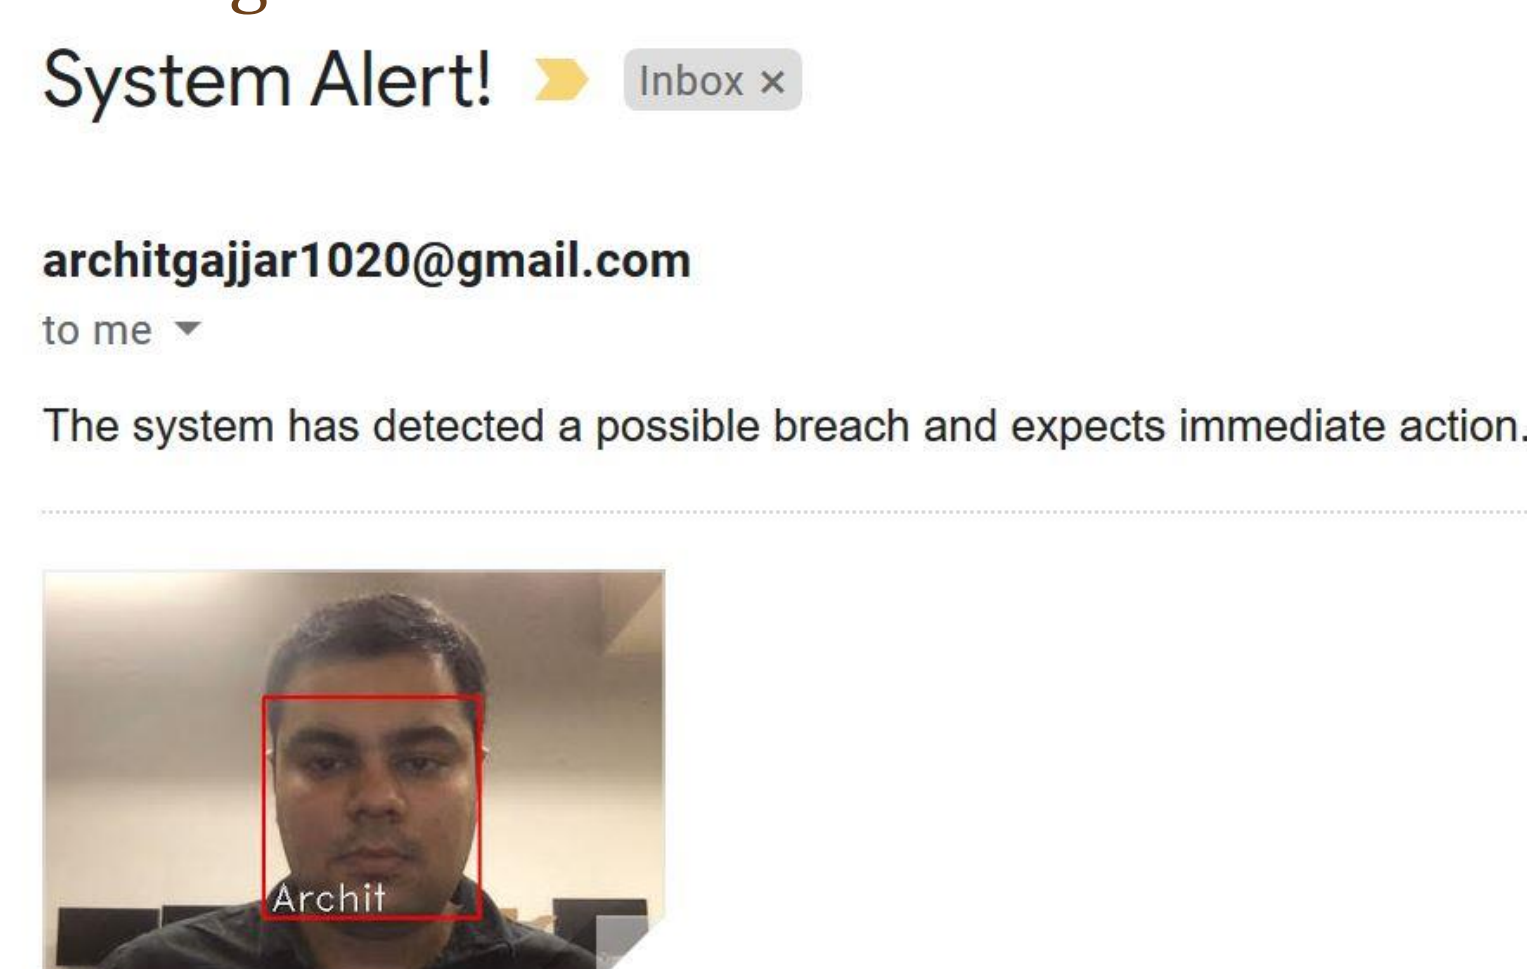 System Alert! Inbox ×
architgajjar1020@gmail.com
to me
The system has detected a possible breach and expects immediate action.
Archit